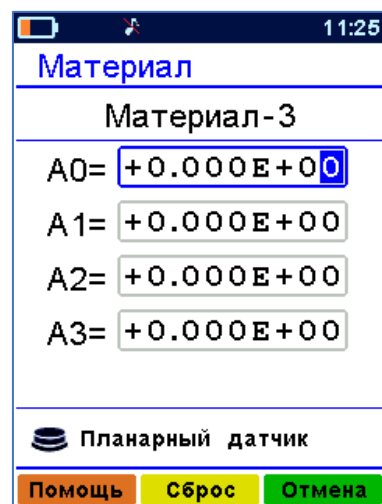 11:25
Материал
Материал-3
A0= +0.000E+00
A1= +0.000E+00
A2= +0.000E+00
A3= +0.000E+00
Планарный датчик
Помощь Сброс Отмена